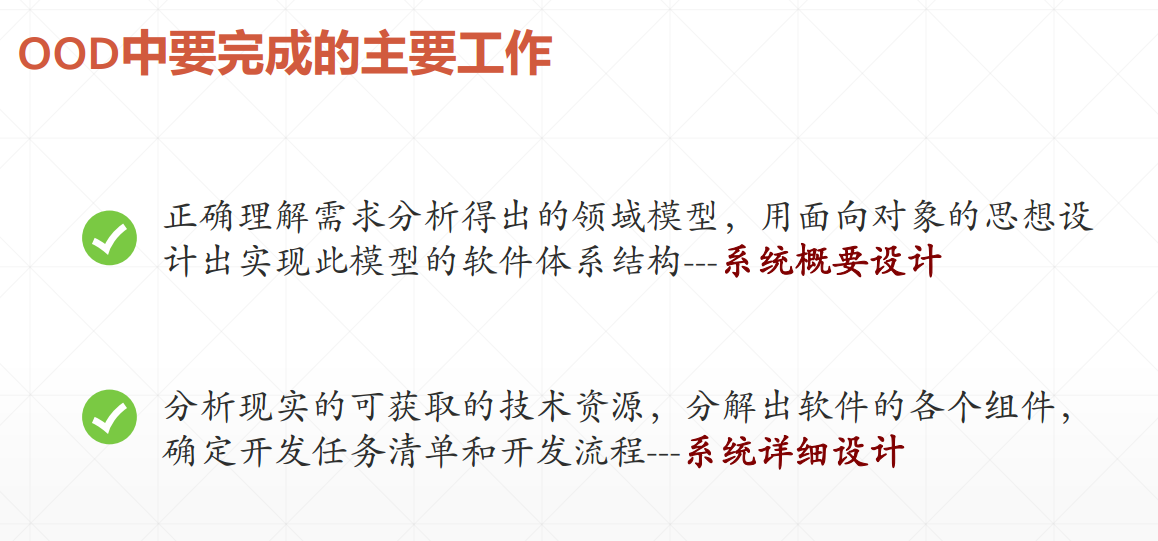 OOD中要完成的主要工作
正确理解需求分析得出的领域模型，用面向对象的思想设
计出实现此模型的软件体系结构---系统概要设计
分析现实的可获取的技术资源，分解出软件的各个组件，
确定开发任务清单和开发流程---系统详细设计